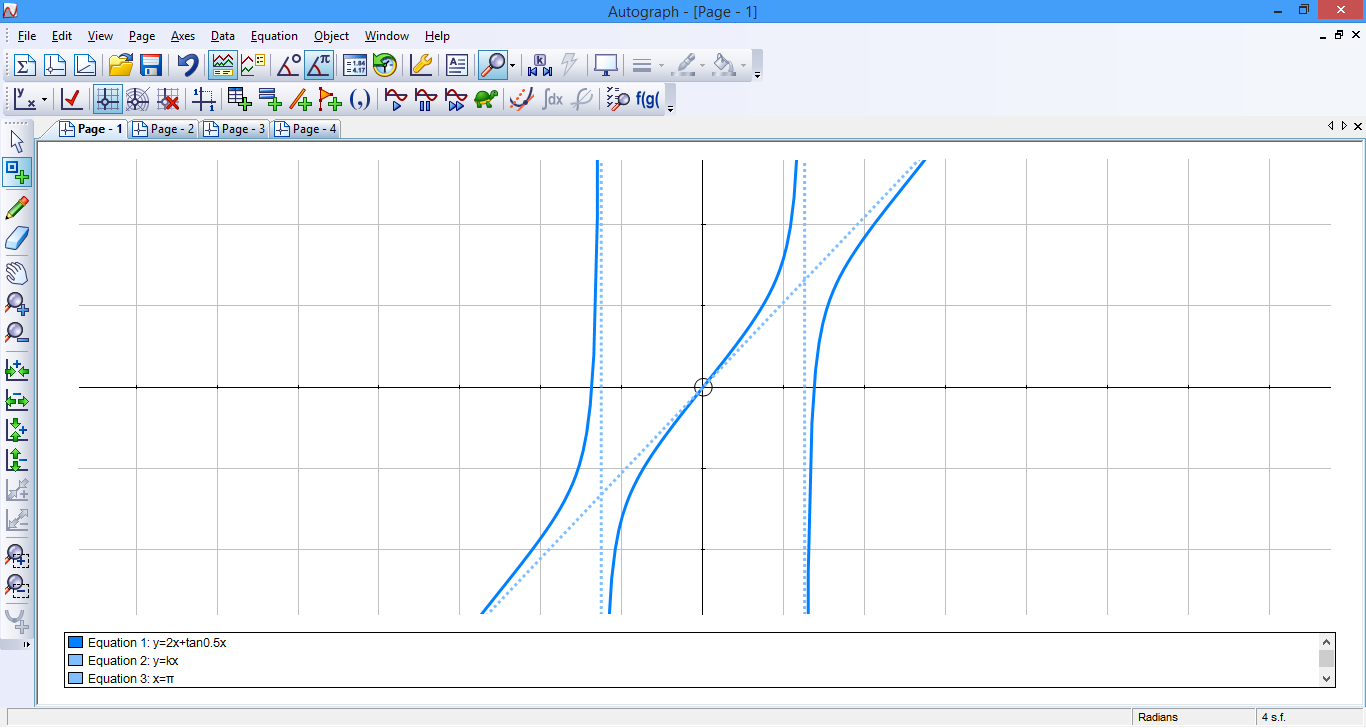 Autograph - [Page - 1]
File Edit View Page Axes Data Equation Object Window Help
Page - 1 Page - 2 Page - 3 Page - 4
Equation 1: y=2x+tan0.5x
Equation 2: y=kx
Equation 3: x=π
Radians 4 s.f.